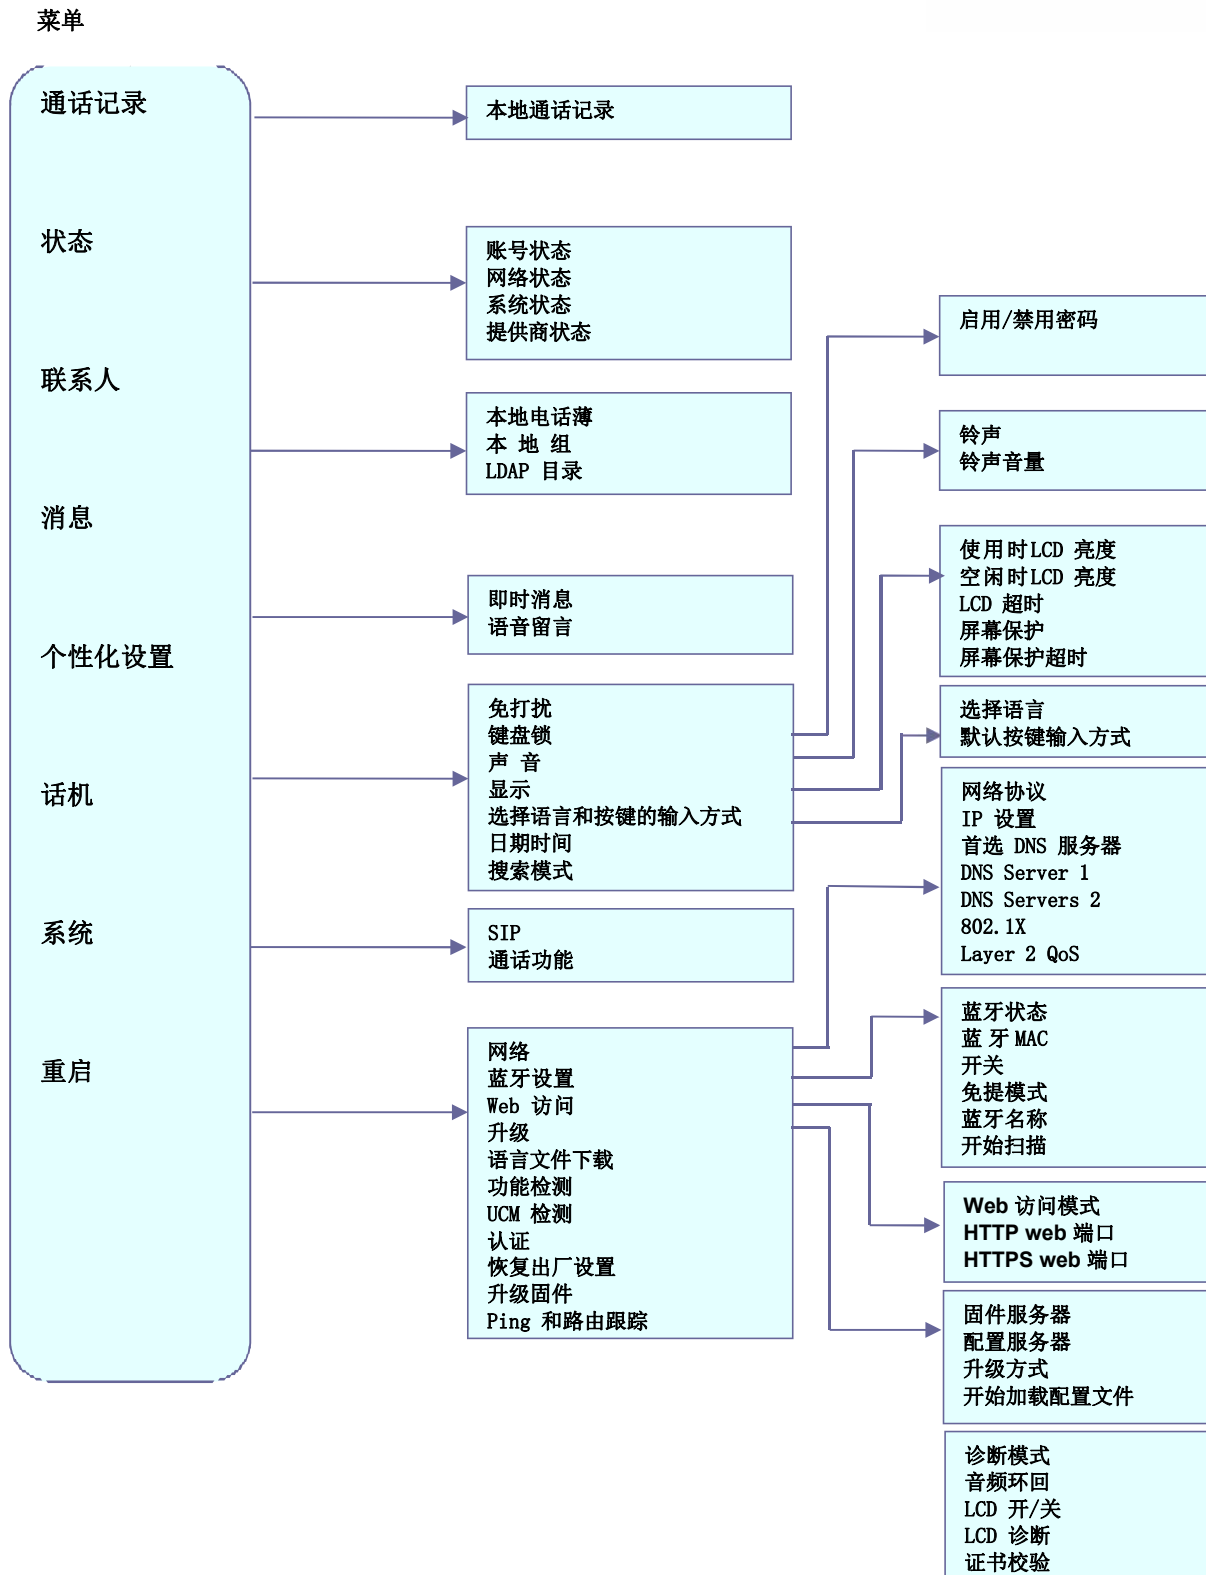 菜单
通话记录
状态
联系人
消息
个性化设置
话机
系统
重启
本地通话记录
账号状态
网络状态
系统状态
提供商状态
本地电话薄
本 地 组
LDAP 目录
即时消息
语音留言
免打扰
键盘锁
声 音
显示
选择语言和按键的输入方式
日期时间
搜索模式
SIP
通话功能
网络
蓝牙设置
Web 访问
升级
语言文件下载
功能检测
UCM 检测
认证
恢复出厂设置
升级固件
Ping 和路由跟踪
启用/禁用密码
铃声
铃声音量
使用时LCD 亮度
空闲时LCD 亮度
LCD 超时
屏幕保护
屏幕保护超时
选择语言
默认按键输入方式
网络协议
IP 设置
首选 DNS 服务器
DNS Server 1
DNS Servers 2
802.1X
Layer 2 QoS
蓝牙状态
蓝 牙 MAC
开关
免提模式
蓝牙名称
开始扫描
Web 访问模式
HTTP web 端口
HTTPS web 端口
固件服务器
配置服务器
升级方式
开始加载配置文件
诊断模式
音频环回
LCD 开/关
LCD 诊断
证书校验